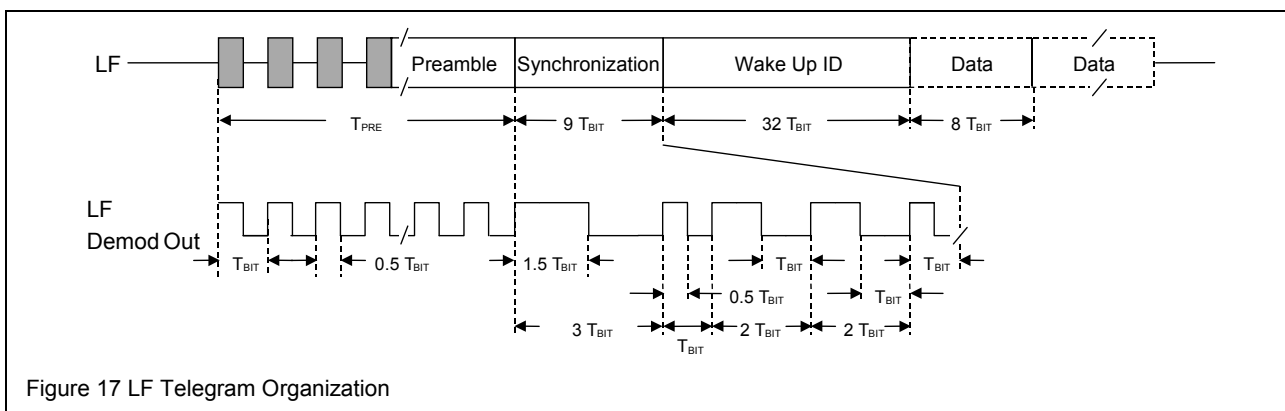 LF Preamble Synchronization Wake Up ID Data Data
TPRE 9 TBIT 32 TBIT 8 TBIT
LF
Demod Out
TBIT 0.5 TBIT 1.5 TBIT TBIT TBIT
0.5 TBIT TBIT
3 TBIT 2 TBIT 2 TBIT
TBIT
Figure 17 LF Telegram Organization